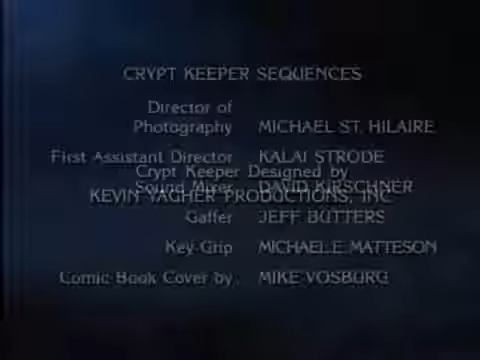 CRYPT KEEPER SEQUENCES
Director of
Photography MICHAEL ST. HILAIRE
First Assistant Director KALAI STRODE
Crypt Keeper Designed by
Sound Mixer DAVID KIRSCHNER
KEVIN YAGHER PRODUCTIONS, INC
Gaffer JEFF BUTTERS
Key Grip MICHAEL E. MATTESON
Comic Book Cover by MIKE VOSBURG